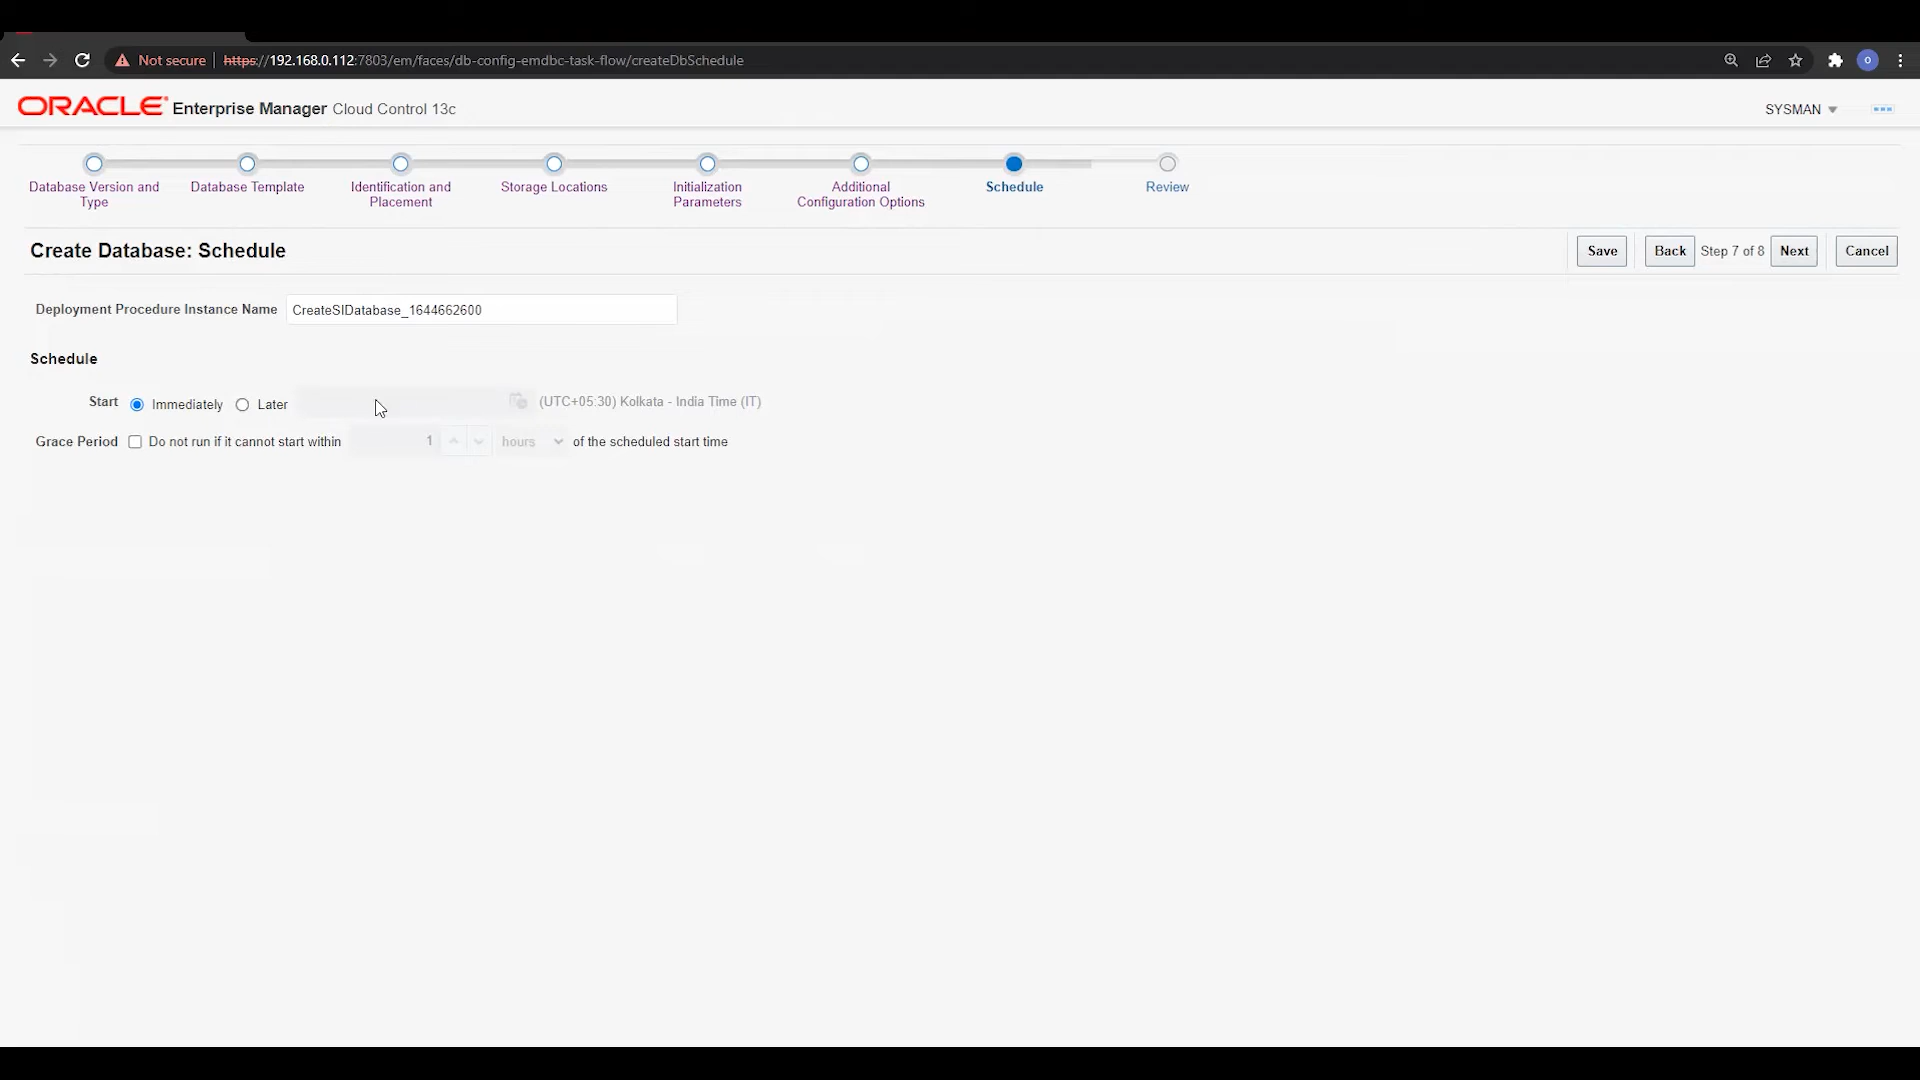 Not secure | https://192.168.0.112:7803/em/faces/db-config-emdbc-task-flow/createDbSchedule
O
ORACLE Enterprise Manager Cloud Control 13c
SYSMAN
Database Version and
Type
Database Template
Identification and
Placement
Storage Locations
Initialization
Parameters
Additional
Configuration Options
Schedule
Review
Create Database: Schedule
Save Back Step 7 of 8 Next Cancel
Deployment Procedure Instance Name CreateSIDatabase_1644662600
Schedule
Start Immediately Later (UTC+05:30) Kolkata - India Time (IT)
Grace Period Do not run if it cannot start within 1 hours of the scheduled start time